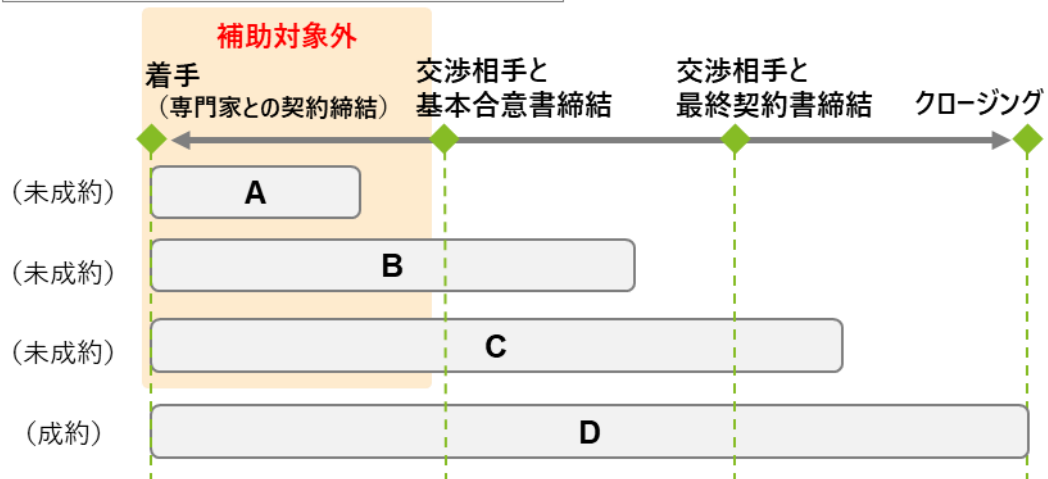 補助対象外
着手
（専門家との契約締結）
交渉相手と
基本合意書締結
交渉相手と
最終契約書締結
クロージング
（未成約）
A
（未成約）
B
（未成約）
C
（成約）
D